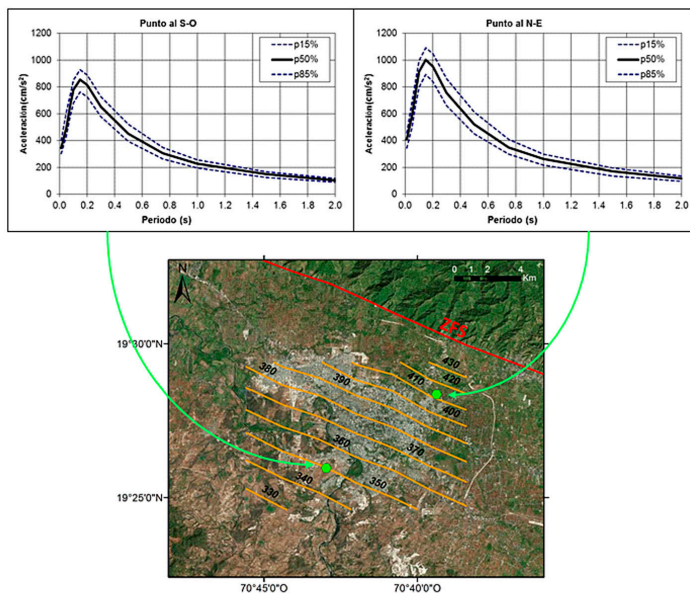 Punto al S-O
Aceleracion(cm/s²)
1200
1000
800
600
400
200
0
p15%
p50%
p85%
0.0 0.2 0.4 0.6 0.8 1.0 1.2 1.4 1.6 1.8 2.0
Periodo (s)
Punto al N-E
Aceleracion(cm/s²)
1200
1000
800
600
400
200
0
p15%
p50%
p85%
0.0 0.2 0.4 0.6 0.8 1.0 1.2 1.4 1.6 1.8 2.0
Periodo (s)
N
0 1 2 4
Km
ZFS
19°30'0"N
19°25'0"N
430
420
410
400
390
380
370
360
350
340
330
70°45'0"O
70°40'0"O